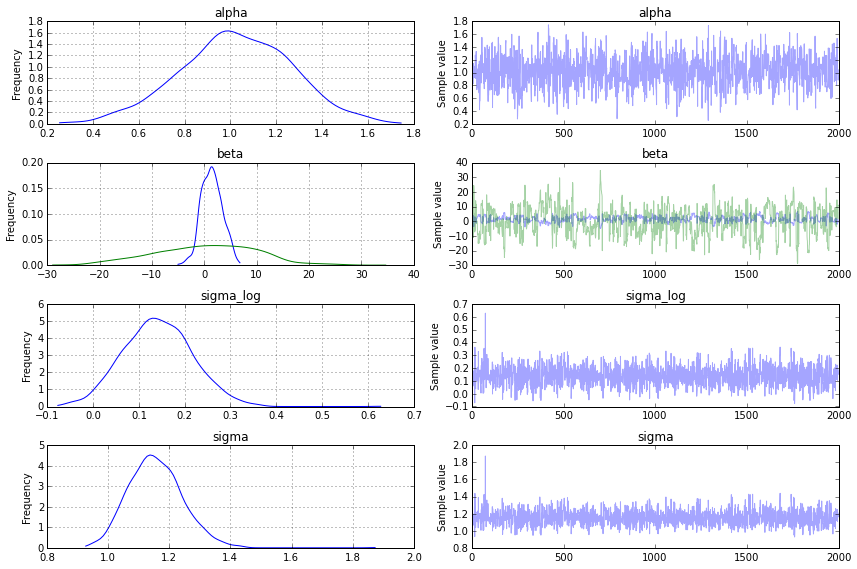 alpha
Frequency
1.8
1.6
1.4
1.2
1.0
0.8
0.6
0.4
0.2
0.0
0.2 0.4 0.6 0.8 1.0 1.2 1.4 1.6 1.8
alpha
Sample value
1.8
1.6
1.4
1.2
1.0
0.8
0.6
0.4
0.2
0 500 1000 1500 2000
beta
Frequency
0.20
0.15
0.10
0.05
0.00
−30 −20 −10 0 10 20 30 40
beta
Sample value
40
30
20
10
0
−10
−20
−30
0 500 1000 1500 2000
sigma_log
Frequency
6
5
4
3
2
1
0
−0.1 0.0 0.1 0.2 0.3 0.4 0.5 0.6 0.7
sigma_log
Sample value
0.7
0.6
0.5
0.4
0.3
0.2
0.1
0.0
−0.1
0 500 1000 1500 2000
sigma
Frequency
5
4
3
2
1
0
0.8 1.0 1.2 1.4 1.6 1.8 2.0
sigma
Sample value
2.0
1.8
1.6
1.4
1.2
1.0
0.8
0 500 1000 1500 2000